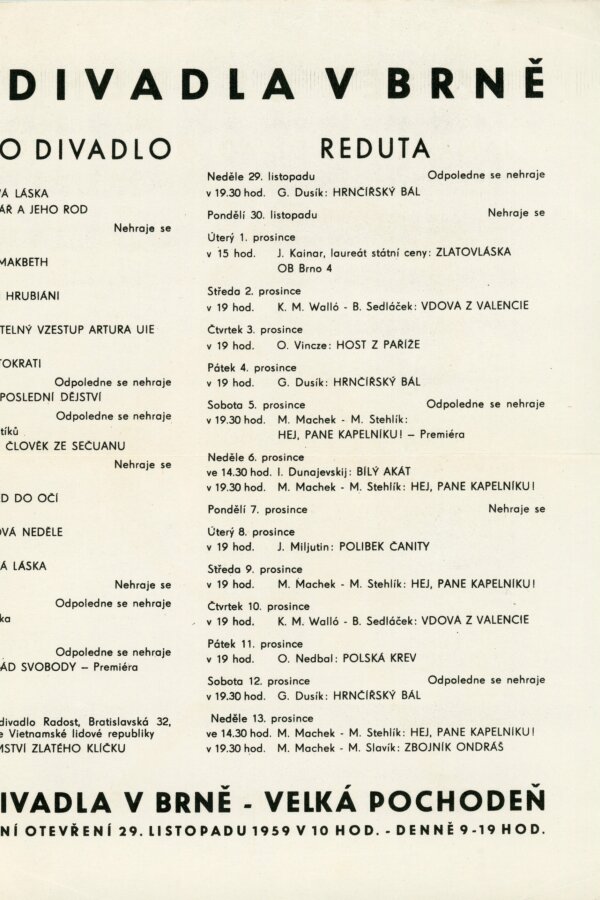 DIVADLA V BRNĚ
O DIVADLO
Á LÁSKA
ÁŘ A JEHO ROD
Nehraje se
MAKBETH
HRUBIÁNI
TELNÝ VZESTUP ARTURA UIE
TOKRATI
Odpoledne se nehraje
POSLEDNÍ DĚJSTVÍ
Odpoledne se nehraje
tíků
ČLOVĚK ZE SEČUANU
Nehraje se
D DO OČÍ
OVÁ NEDĚLE
Á LÁSKA
Nehraje se
Odpoledne se nehraje
ka
Odpoledne se nehraje
ÁD SVOBODY – Premiéra
divadlo Radost, Bratislavská 32,
e Vietnamské lidové republiky
MSTVÍ ZLATÉHO KLÍČKU
REDUTA
Neděle 29. listopadu Odpoledne se nehraje
v 19.30 hod. G. Dusík: HRNČÍŘSKÝ BÁL
Pondělí 30. listopadu Nehraje se
Úterý 1. prosince
v 15 hod. J. Kainar, laureát státní ceny: ZLATOVLÁSKA
OB Brno 4
Středa 2. prosince
v 19 hod. K. M. Walló - B. Sedláček: VDOVA Z VALENCIE
Čtvrtek 3. prosince
v 19 hod. O. Vincze: HOST Z PAŘÍŽE
Pátek 4. prosince
v 19 hod. G. Dusík: HRNČÍŘSKÝ BÁL
Sobota 5. prosince Odpoledne se nehraje
v 19.30 hod. M. Machek - M. Stehlík:
HEJ, PANE KAPELNÍKU! – Premiéra
Neděle 6. prosince
ve 14.30 hod. I. Dunajevskij: BÍLÝ AKÁT
v 19.30 hod. M. Machek - M. Stehlík: HEJ, PANE KAPELNÍKU!
Pondělí 7. prosince Nehraje se
Úterý 8. prosince
v 19 hod. J. Miljutin: POLIBEK ČANITY
Středa 9. prosince
v 19 hod. M. Machek - M. Stehlík: HEJ, PANE KAPELNÍKU!
Čtvrtek 10. prosince
v 19 hod. K. M. Walló - B. Sedláček: VDOVA Z VALENCIE
Pátek 11. prosince
v 19 hod. O. Nedbal: POLSKÁ KREV
Sobota 12. prosince Odpoledne se nehraje
v 19.30 hod. G. Dusík: HRNČÍŘSKÝ BÁL
Neděle 13. prosince
ve 14.30 hod. M. Machek - M. Stehlík: HEJ, PANE KAPELNÍKU!
v 19.30 hod. M. Machek - M. Slavík: ZBOJNÍK ONDRÁŠ
DIVADLA V BRNĚ - VELKÁ POCHODEŇ
NÍ OTEVŘENÍ 29. LISTOPADU 1959 V 10 HOD. - DENNĚ 9-19 HOD.